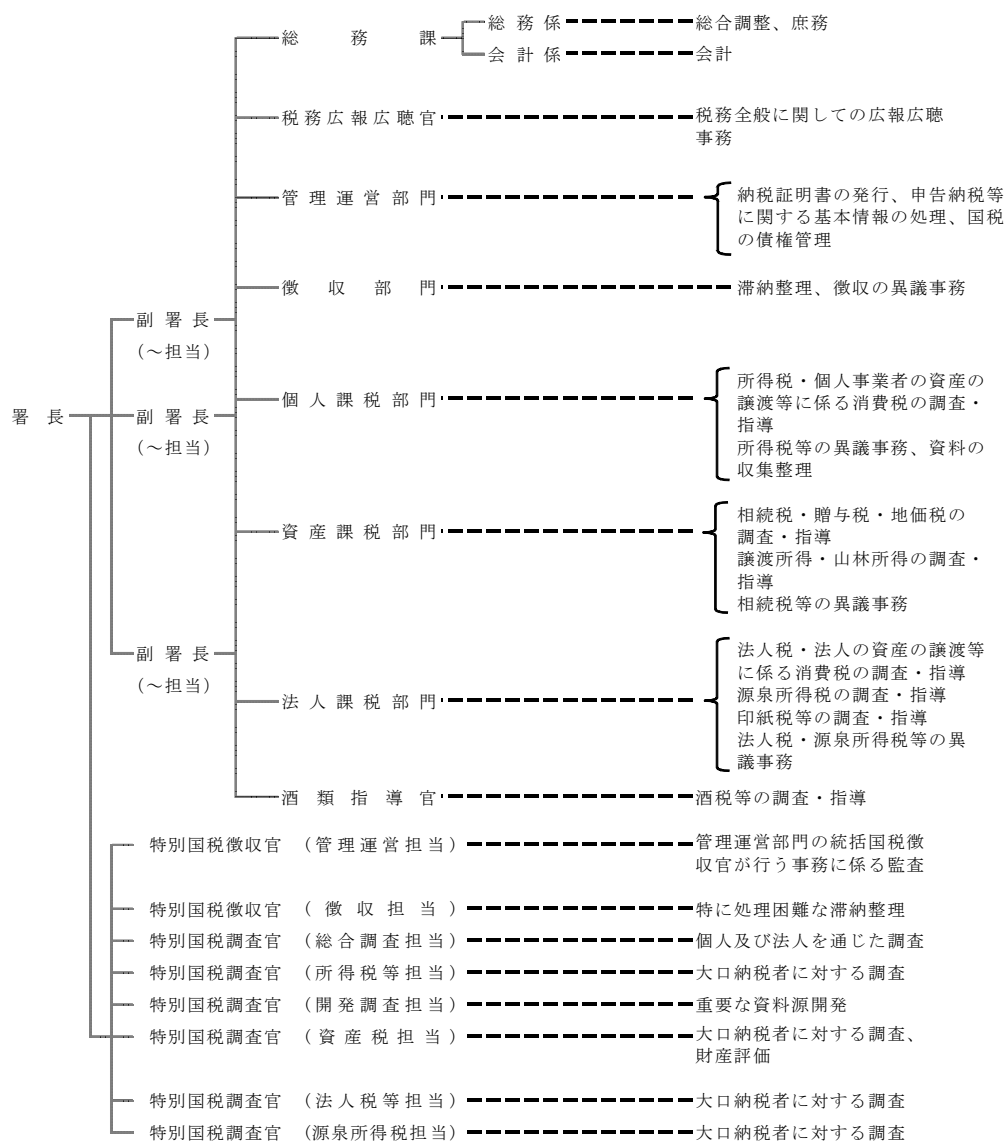 総務課
総務係 総合調整、庶務
会計係 会計
税務広報広聴官 税務全般に関しての広報広聴
事務
管理運営部門 納税証明書の発行、申告納税等
に関する基本情報の処理、国税
の債権管理
徴収部門 滞納整理、徴収の異議事務
副署長
(～担当)
個人課税部門 所得税・個人事業者の資産の
譲渡等に係る消費税の調査・
指導
所得税等の異議事務、資料の
収集整理
署長
副署長
(～担当)
資産課税部門 相続税・贈与税・地価税の
調査・指導
譲渡所得・山林所得の調査・
指導
相続税等の異議事務
副署長
(～担当)
法人課税部門 法人税・法人の資産の譲渡等
に係る消費税の調査・指導
源泉所得税の調査・指導
印紙税等の調査・指導
法人税・源泉所得税等の異
議事務
酒類指導官 酒税等の調査・指導
特別国税徴収官 (管理運営担当) 管理運営部門の統括国税徴
収官が行う事務に係る監査
特別国税徴収官 (徴収担当) 特に処理困難な滞納整理
特別国税調査官 (総合調査担当) 個人及び法人を通じた調査
特別国税調査官 (所得税等担当) 大口納税者に対する調査
特別国税調査官 (開発調査担当) 重要な資料源開発
特別国税調査官 (資産税担当) 大口納税者に対する調査、
財産評価
特別国税調査官 (法人税等担当) 大口納税者に対する調査
特別国税調査官 (源泉所得税担当) 大口納税者に対する調査